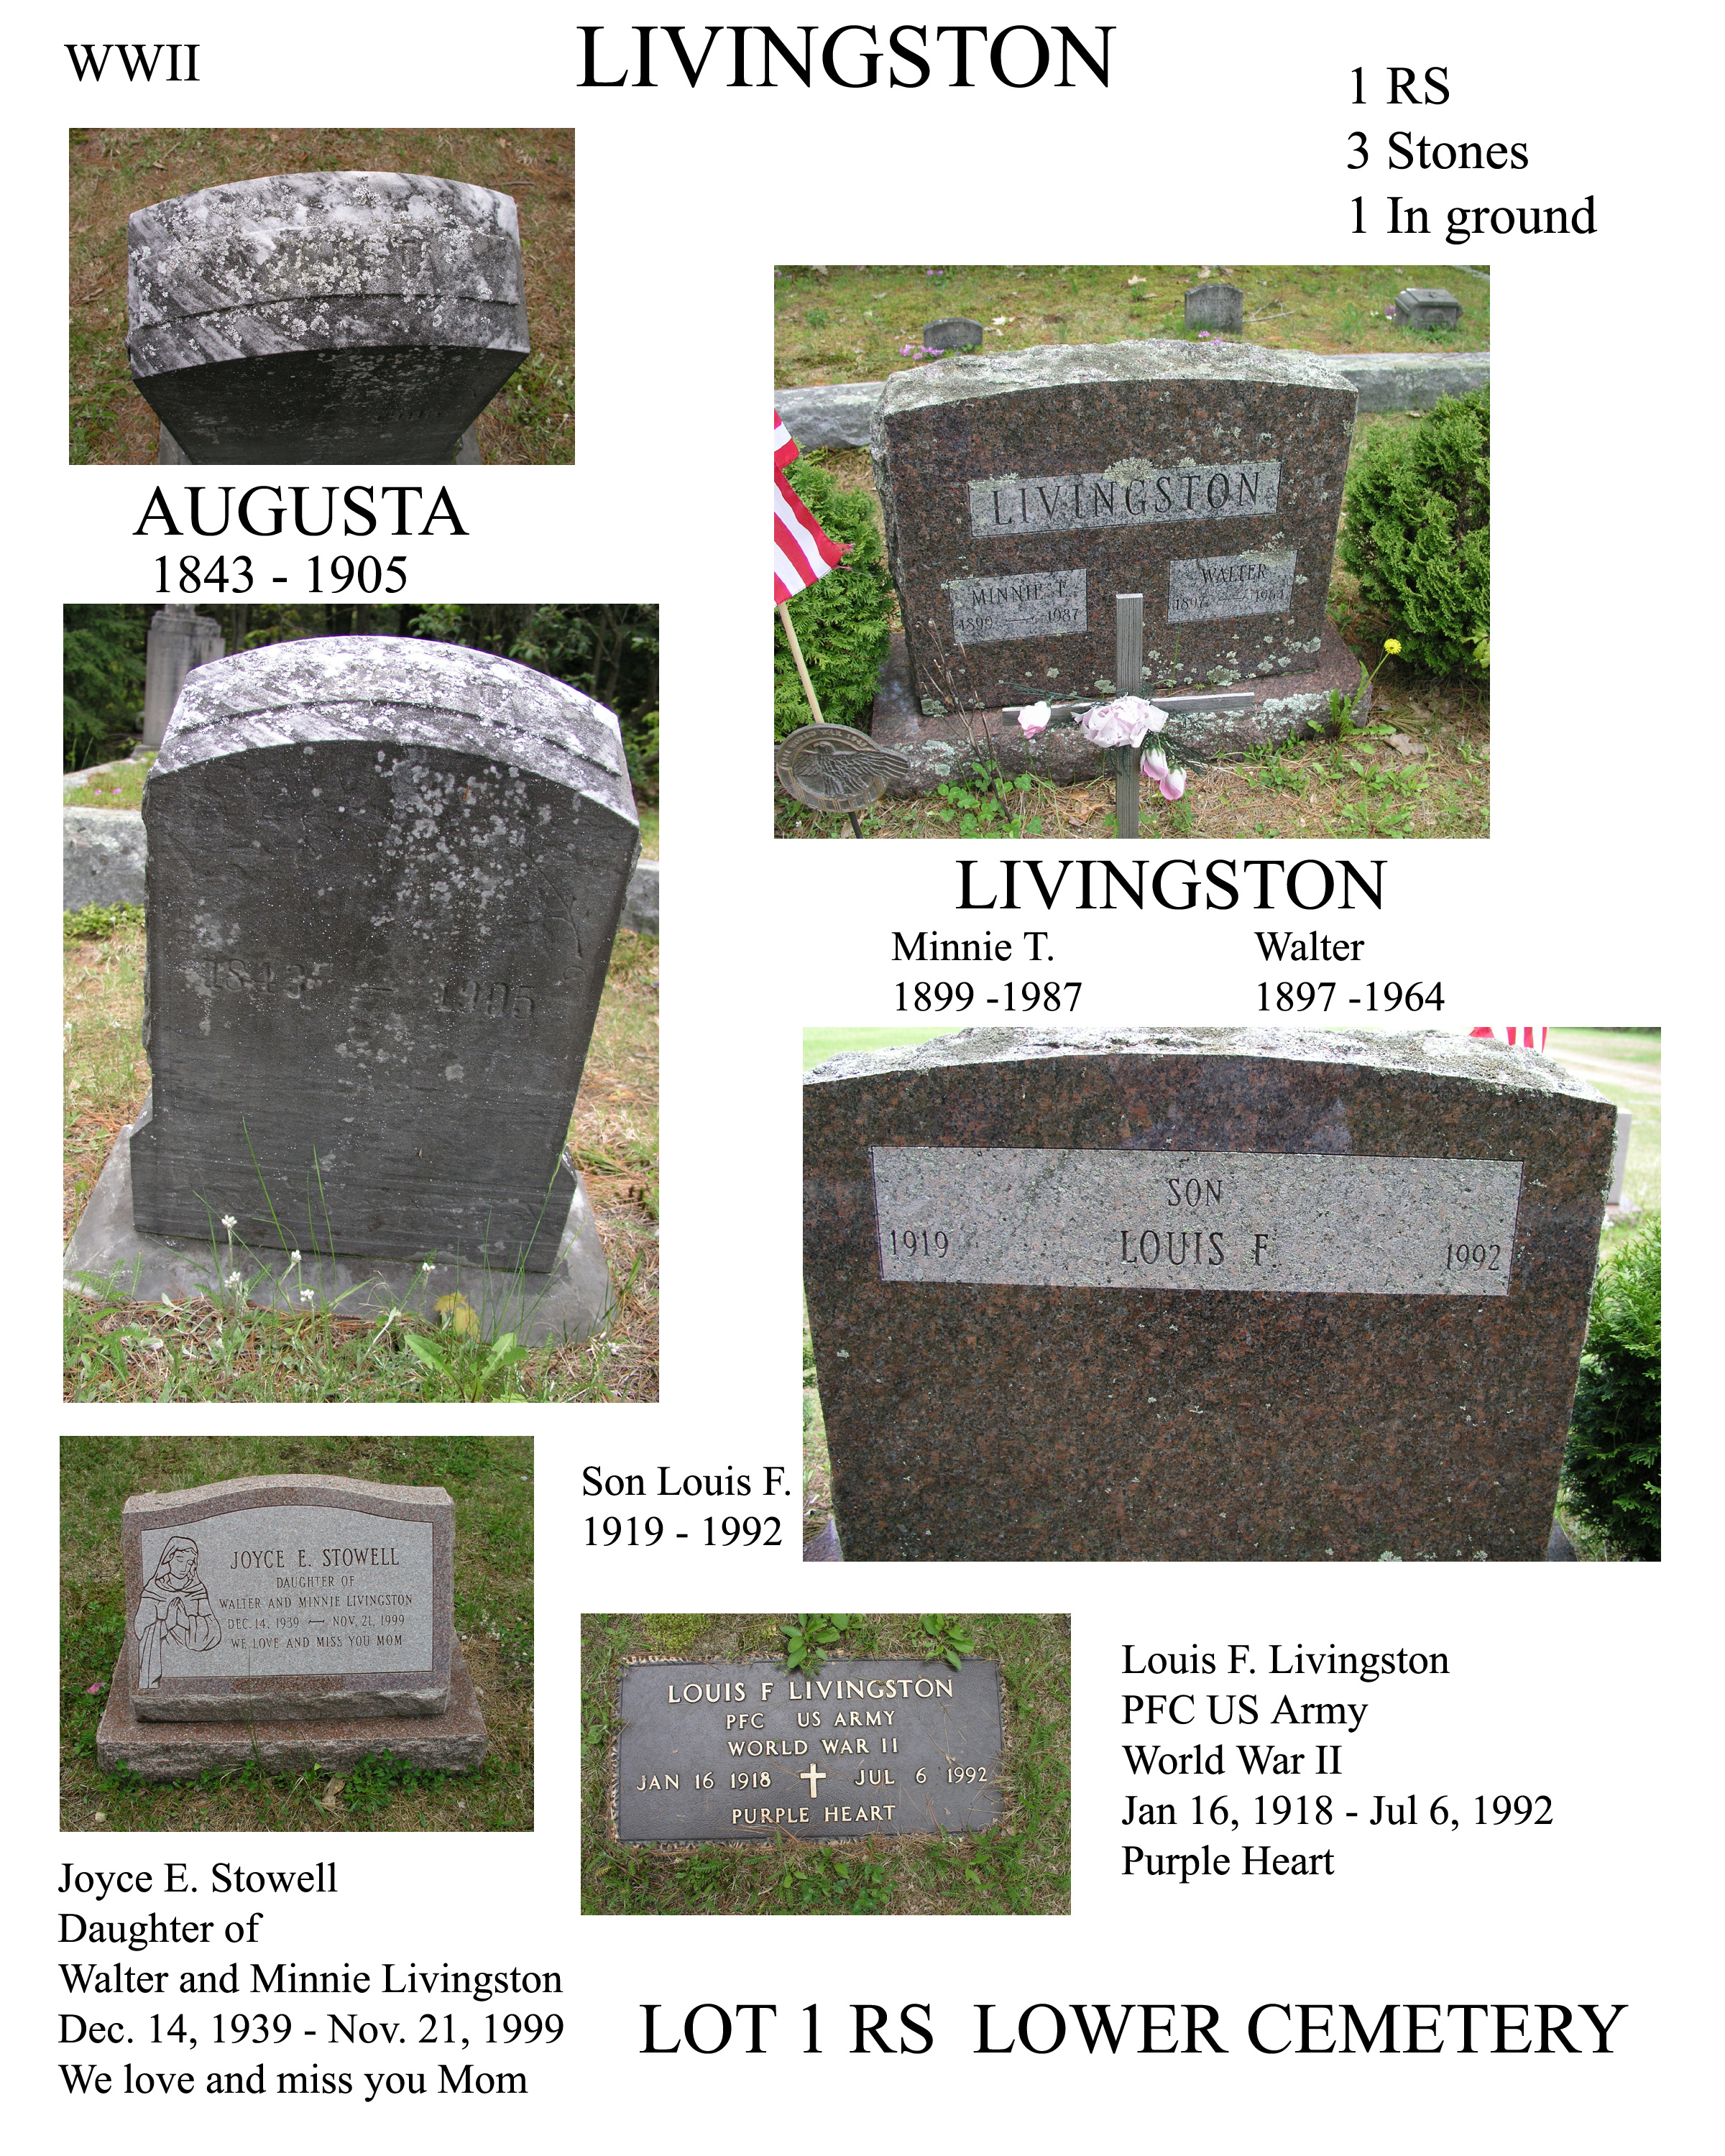 WWII
LIVINGSTON
1 RS
3 Stones
1 In ground
AUGUSTA
1843 - 1905
1843 - 1905
LIVINGSTON
MINNIE T. WALTER
1899 — 1987 1897 — 1964
LIVINGSTON
Minnie T. Walter
1899 -1987 1897 -1964
SON
1919 LOUIS F. 1992
Son Louis F.
1919 - 1992
JOYCE E. STOWELL
DAUGHTER OF
WALTER AND MINNIE LIVINGSTON
DEC. 14, 1939 — NOV. 21, 1999
WE LOVE AND MISS YOU MOM
Joyce E. Stowell
Daughter of
Walter and Minnie Livingston
Dec. 14, 1939 - Nov. 21, 1999
We love and miss you Mom
LOUIS F LIVINGSTON
PFC US ARMY
WORLD WAR II
JAN 16 1918 JUL 6 1992
PURPLE HEART
Louis F. Livingston
PFC US Army
World War II
Jan 16, 1918 - Jul 6, 1992
Purple Heart
LOT 1 RS LOWER CEMETERY